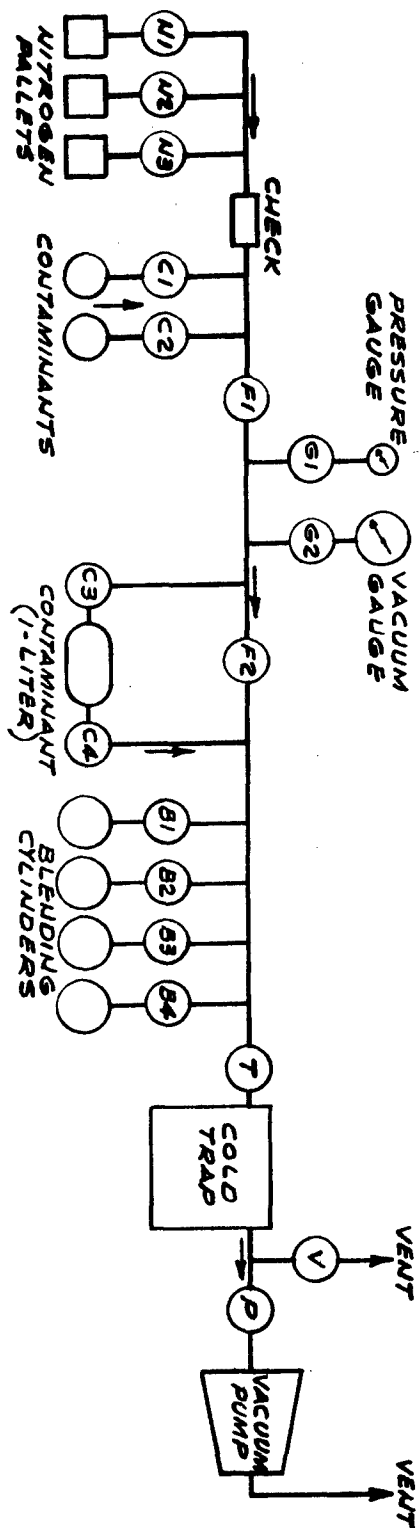 NITROGEN
PALLETS
N1
N2
N3
CHECK
CONTAMINANTS
C1
C2
F1
PRESSURE
GAUGE
G1
VACUUM
GAUGE
G2
F2
C3
C4
CONTAMINANT
(1-LITER)
B1
B2
B3
B4
BLENDING
CYLINDERS
T
COLD
TRAP
V
VENT
P
VACUUM
PUMP
VENT